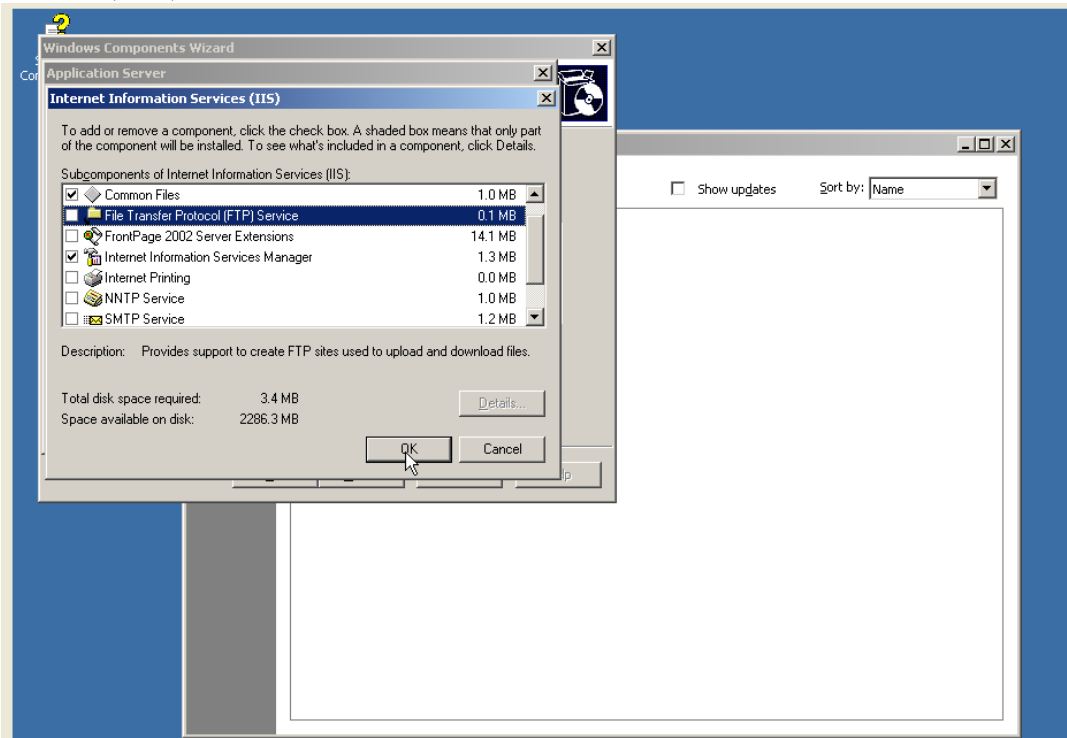 Windows Components Wizard
Application Server
Internet Information Services (IIS)
To add or remove a component, click the check box. A shaded box means that only part
of the component will be installed. To see what's included in a component, click Details.
Subcomponents of Internet Information Services (IIS):
Common Files 1.0 MB
File Transfer Protocol (FTP) Service 0.1 MB
FrontPage 2002 Server Extensions 14.1 MB
Internet Information Services Manager 1.3 MB
Internet Printing 0.0 MB
NNTP Service 1.0 MB
SMTP Service 1.2 MB
Description: Provides support to create FTP sites used to upload and download files.
Total disk space required: 3.4 MB
Space available on disk: 2286.3 MB
Details...
OK Cancel
Show updates Sort by: Name